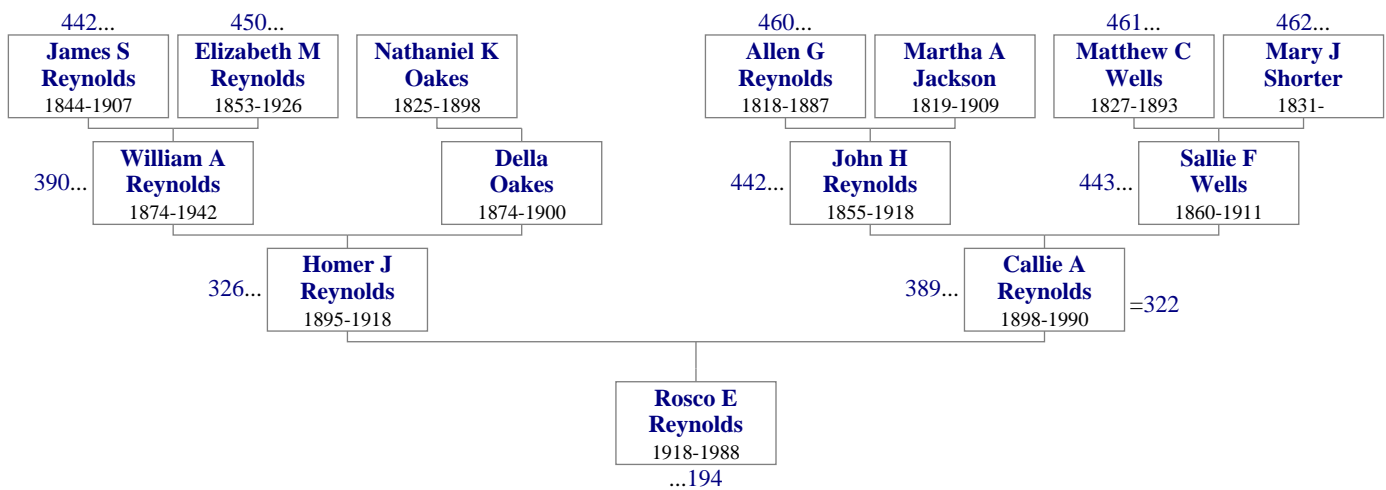 442...
450...
460...
461...
462...
James S
Reynolds
1844-1907
Elizabeth M
Reynolds
1853-1926
Nathaniel K
Oakes
1825-1898
Allen G
Reynolds
1818-1887
Martha A
Jackson
1819-1909
Matthew C
Wells
1827-1893
Mary J
Shorter
1831-
390...
William A
Reynolds
1874-1942
Della
Oakes
1874-1900
442...
John H
Reynolds
1855-1918
443...
Sallie F
Wells
1860-1911
326...
Homer J
Reynolds
1895-1918
389...
Callie A
Reynolds
1898-1990
=322
Rosco E
Reynolds
1918-1988
...194